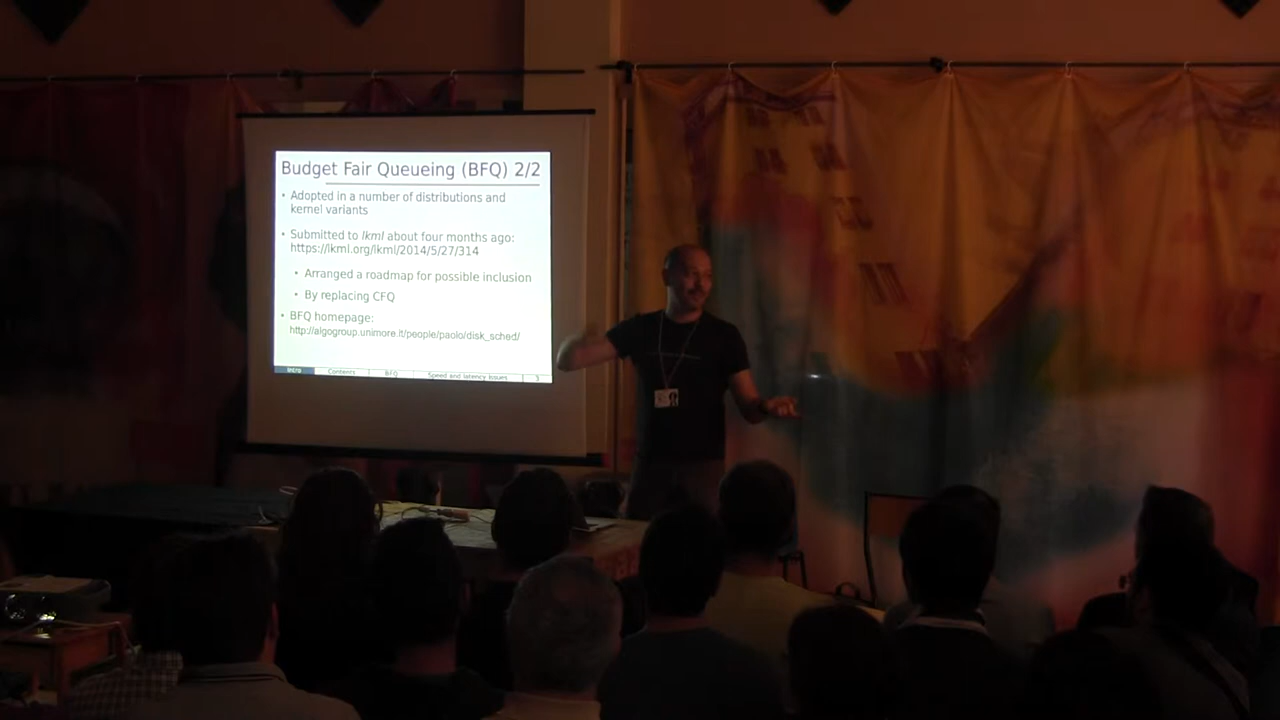 Budget Fair Queueing (BFQ) 2/2
• Adopted in a number of distributions and
kernel variants
• Submitted to lkml about four months ago:
https://lkml.org/lkml/2014/5/27/314
• Arranged a roadmap for possible inclusion
• By replacing CFQ
• BFQ homepage:
http://algogroup.unimore.it/people/paolo/disk_sched/
Intro Contents BFQ Speed and latency issues 3